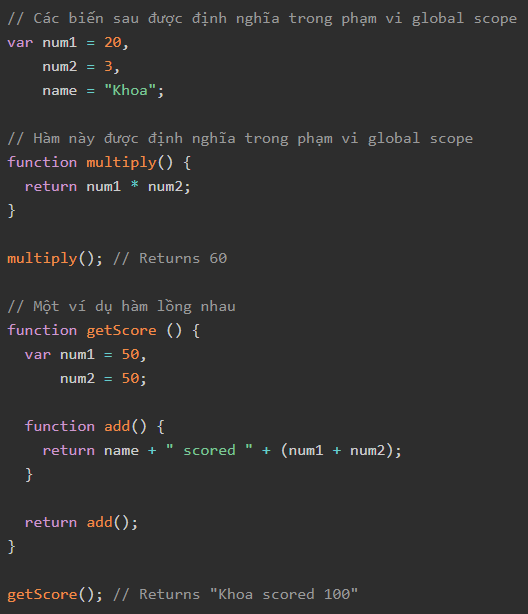 // Các biến sau được định nghĩa trong phạm vi global scope
var num1 = 20,
    num2 = 3,
    name = "Khoa";

// Hàm này được định nghĩa trong phạm vi global scope
function multiply() {
  return num1 * num2;
}

multiply(); // Returns 60

// Một ví dụ hàm lồng nhau
function getScore () {
  var num1 = 50,
      num2 = 50;

  function add() {
    return name + " scored " + (num1 + num2);
  }

  return add();
}

getScore(); // Returns "Khoa scored 100"